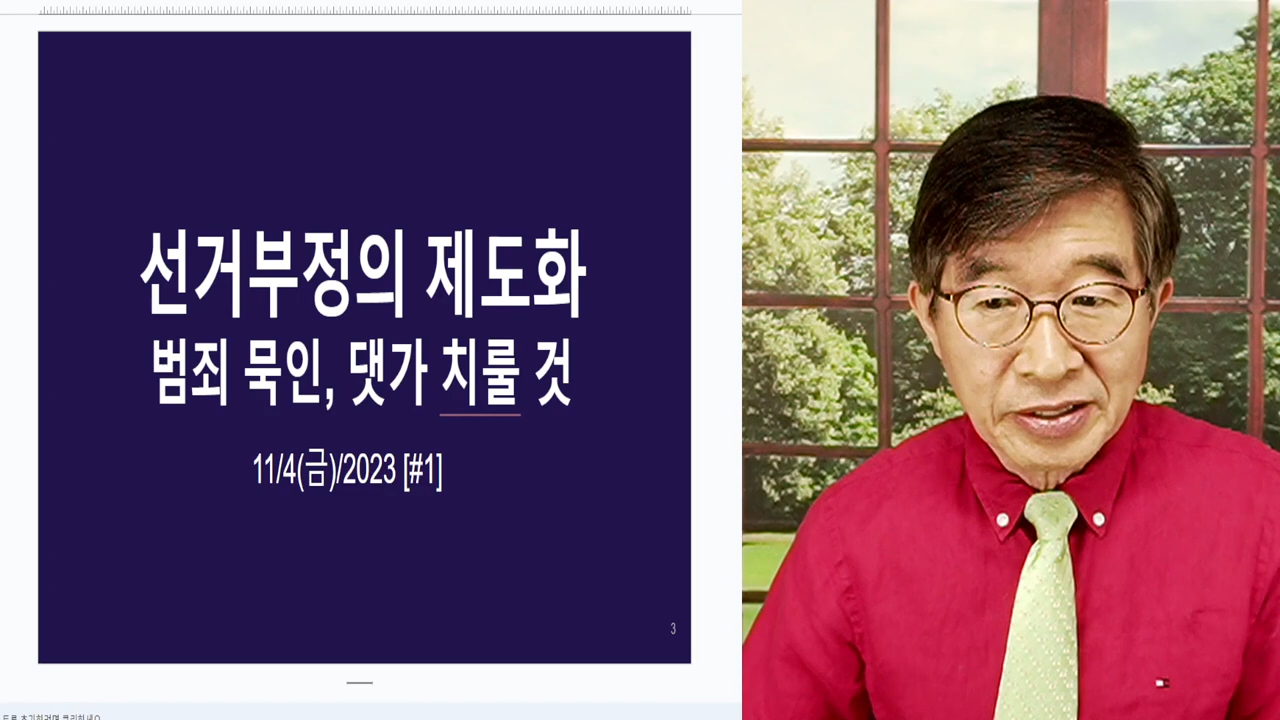 선거부정의 제도화
범죄 묵인, 댓가 치룰 것
11/4(금)/2023 [#1]
3